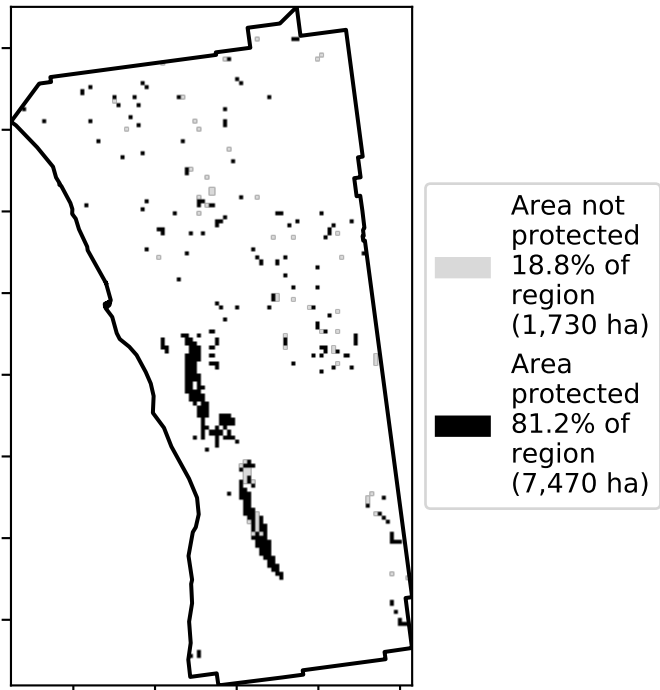 Area not
protected
18.8% of
region
(1,730 ha)
Area
protected
81.2% of
region
(7,470 ha)